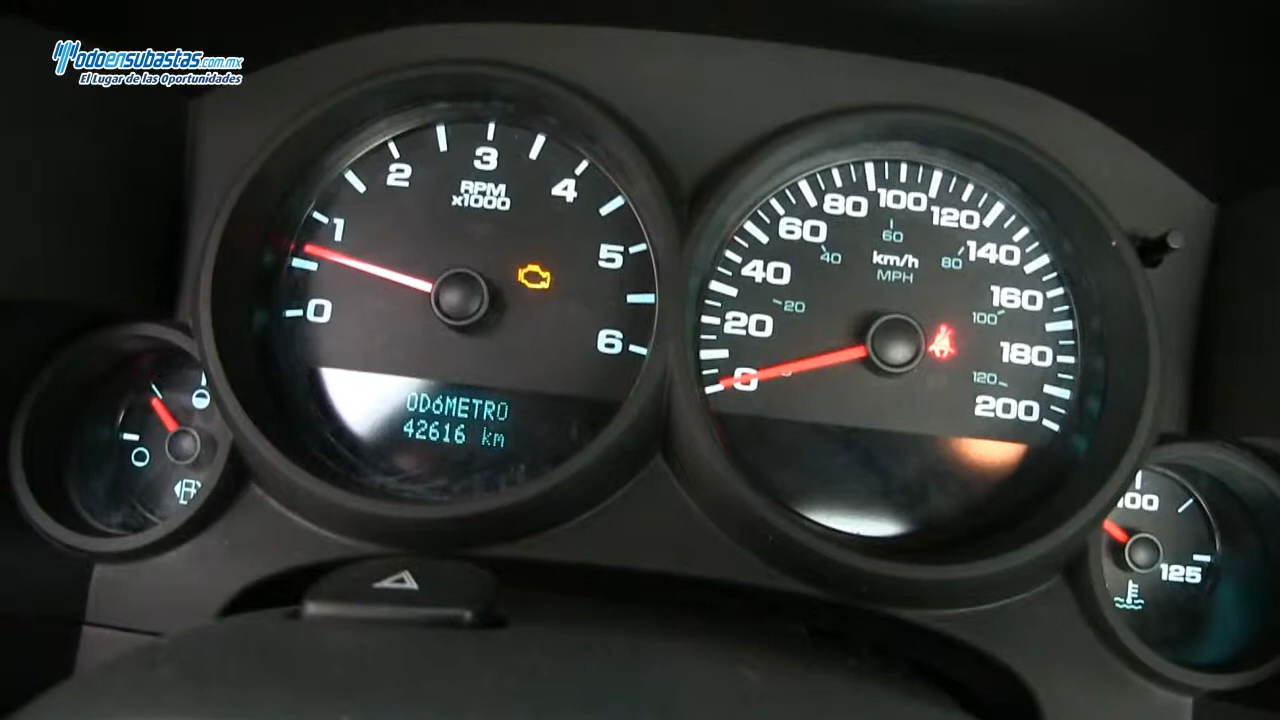 Todoensubastas.com.mx
El Lugar de las Oportunidades
0 1 2 3 4 5 6
RPM
x1000
ODóMETRO
42616 km
0 20 40 60 80 100 120 140 160 180 200
20 40 60 80 100 120
km/h
MPH
100
125